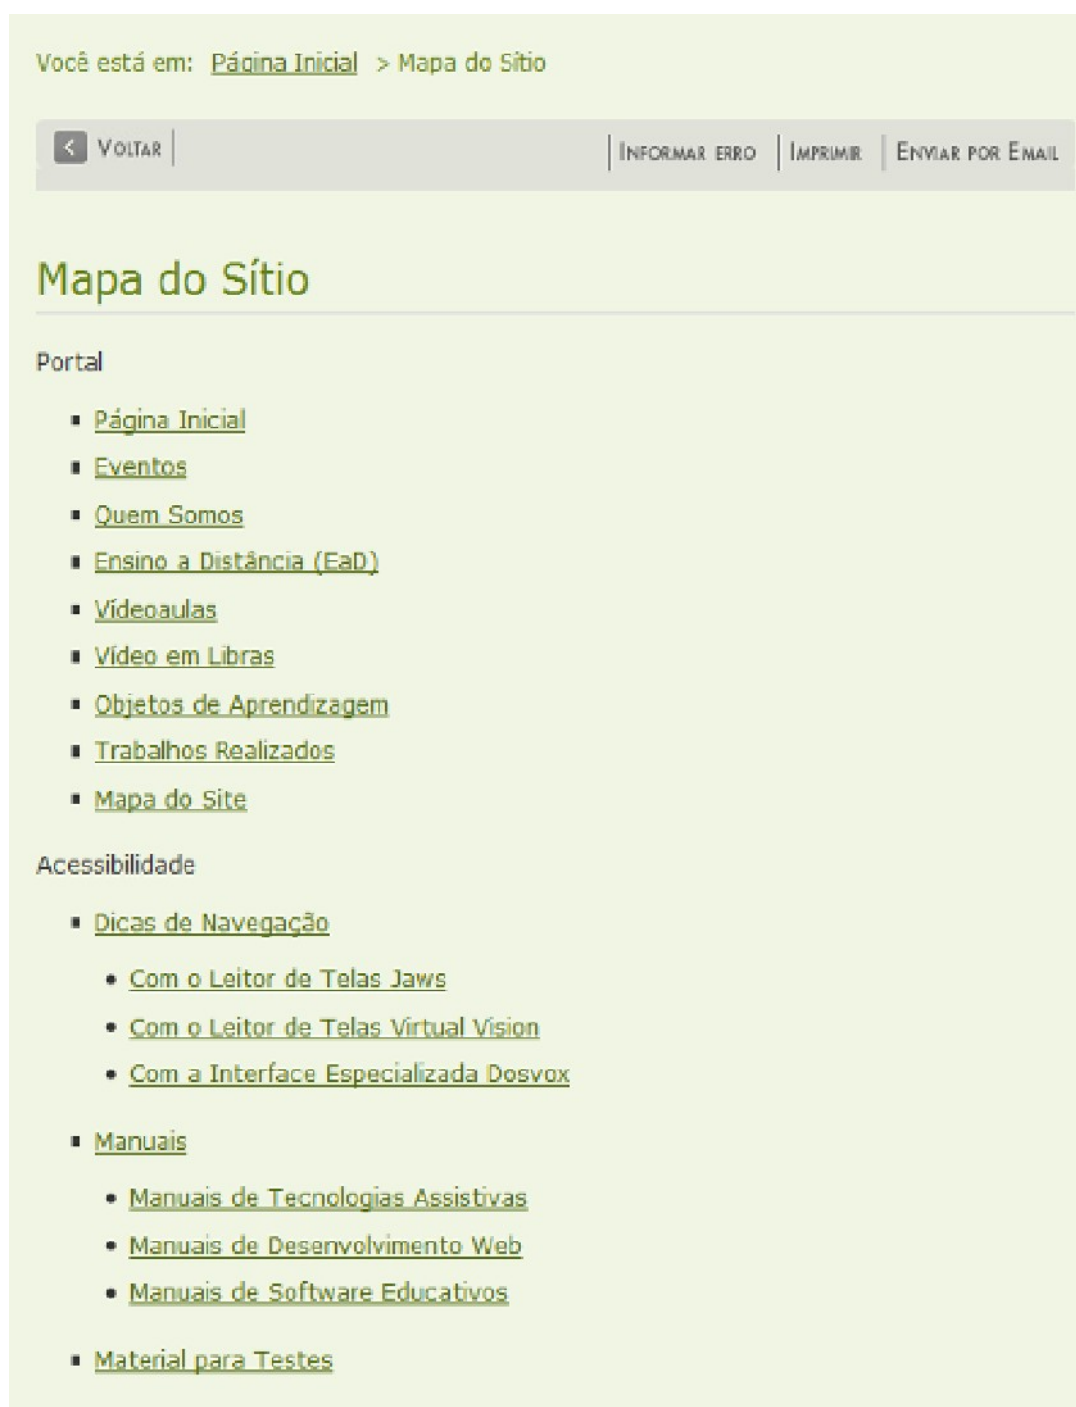 Você está em: Página Inicial > Mapa do Sítio
< VOLTAR | | INFORMAR ERRO | IMPRIMIR | ENVIAR POR EMAIL
Mapa do Sítio
Portal
▪ Página Inicial
▪ Eventos
▪ Quem Somos
▪ Ensino a Distância (EaD)
▪ Vídeoaulas
▪ Vídeo em Libras
▪ Objetos de Aprendizagem
▪ Trabalhos Realizados
▪ Mapa do Site
Acessibilidade
▪ Dicas de Navegação
• Com o Leitor de Telas Jaws
• Com o Leitor de Telas Virtual Vision
• Com a Interface Especializada Dosvox
▪ Manuais
• Manuais de Tecnologias Assistivas
• Manuais de Desenvolvimento Web
• Manuais de Software Educativos
▪ Material para Testes